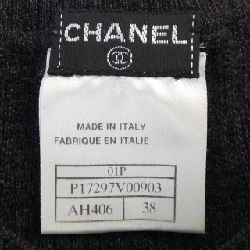 CHANEL
MADE IN ITALY
FABRIQUE EN ITALIE
01P
P17297V00903
AH406 38